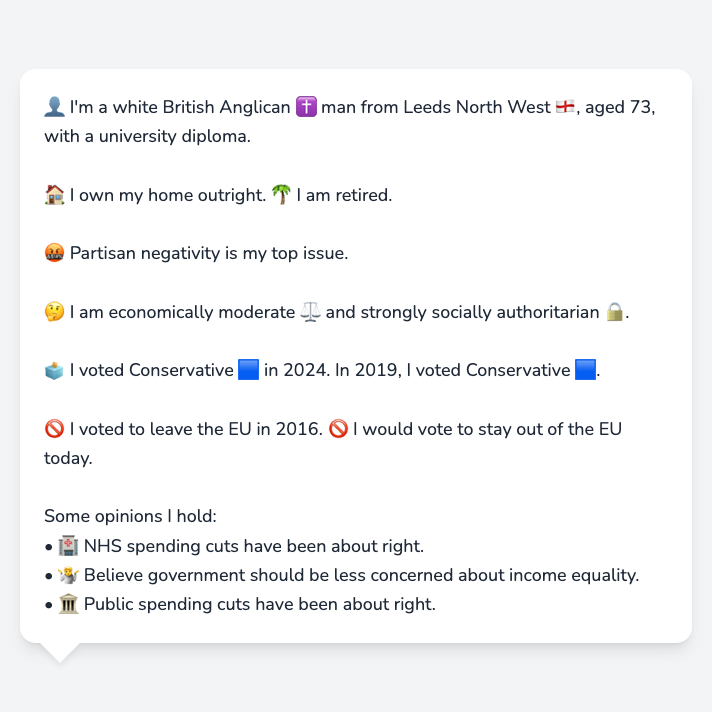 👤 I'm a white British Anglican ✝️ man from Leeds North West 🏴󠁧󠁢󠁥󠁮󠁧󠁿, aged 73,
with a university diploma.
🏠 I own my home outright. 🌴 I am retired.
🤬 Partisan negativity is my top issue.
🤔 I am economically moderate ⚖️ and strongly socially authoritarian 🔒.
🗳️ I voted Conservative 🟦 in 2024. In 2019, I voted Conservative 🟦.
🚫 I voted to leave the EU in 2016. 🚫 I would vote to stay out of the EU
today.
Some opinions I hold:
• 🏥 NHS spending cuts have been about right.
• 🤷 Believe government should be less concerned about income equality.
• 🏛️ Public spending cuts have been about right.